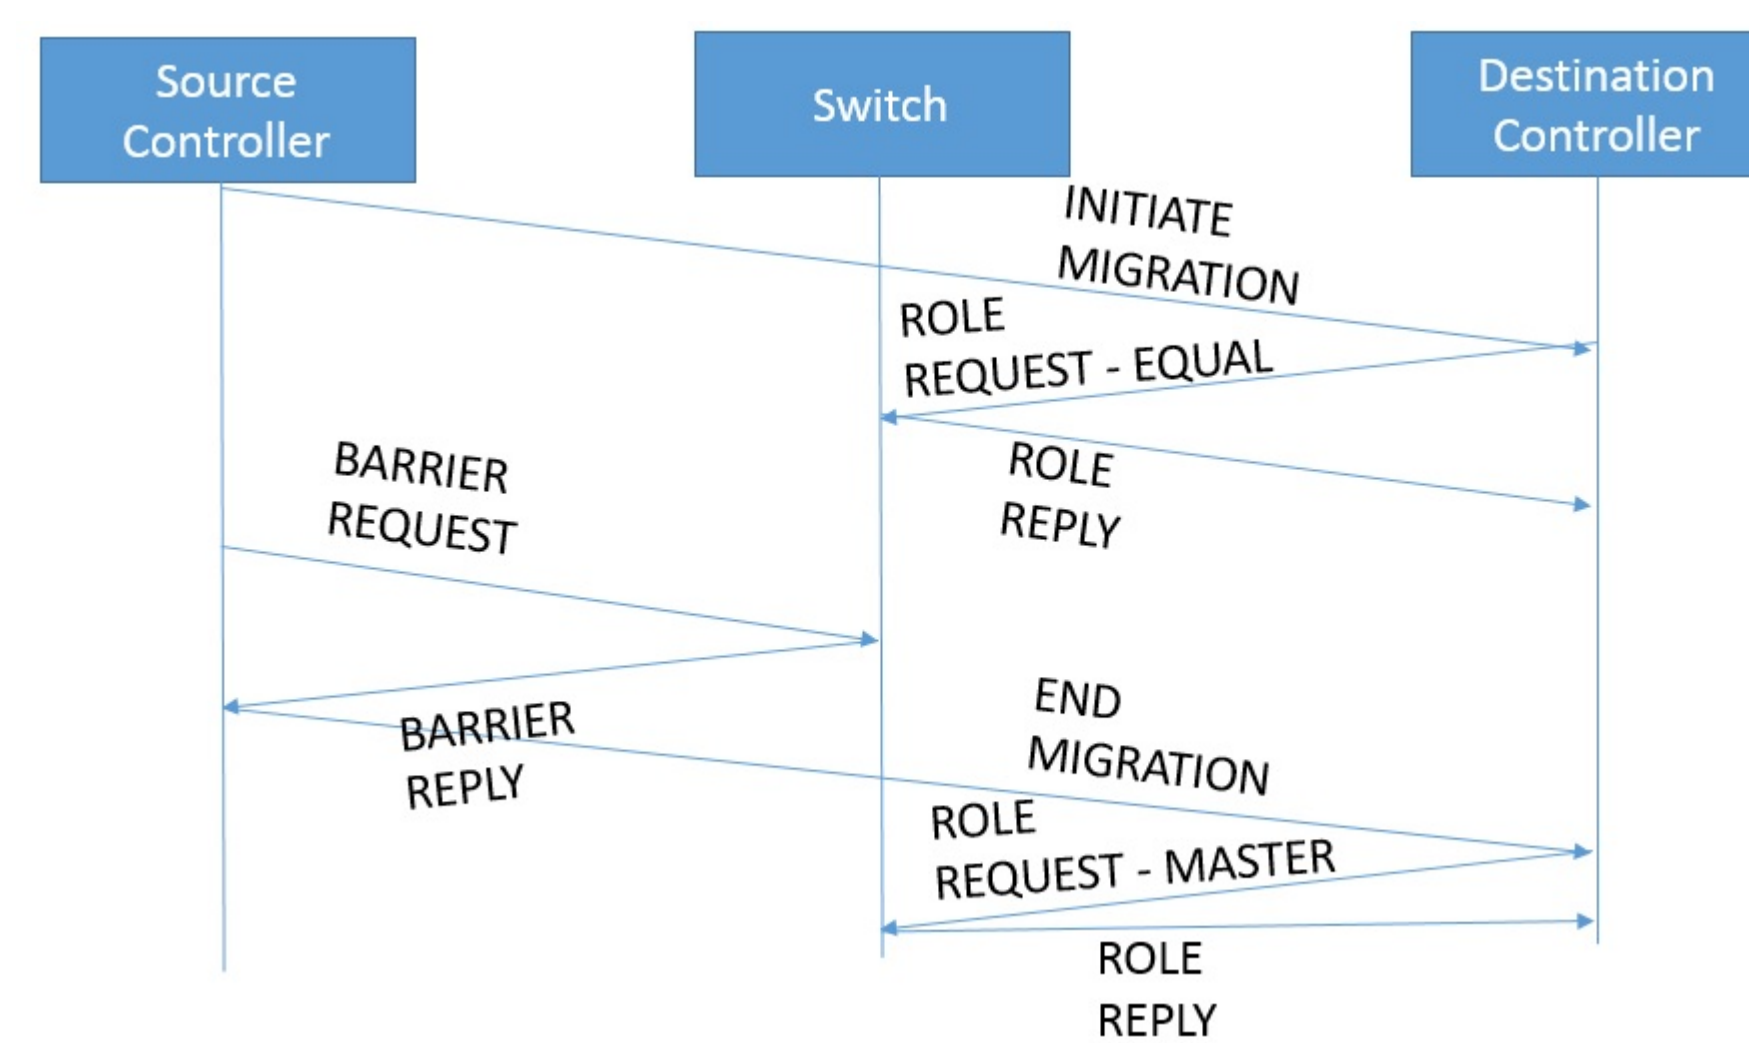 Source
Controller
Switch
Destination
Controller
INITIATE
MIGRATION
ROLE
REQUEST - EQUAL
ROLE
REPLY
BARRIER
REQUEST
BARRIER
REPLY
END
MIGRATION
ROLE
REQUEST - MASTER
ROLE
REPLY